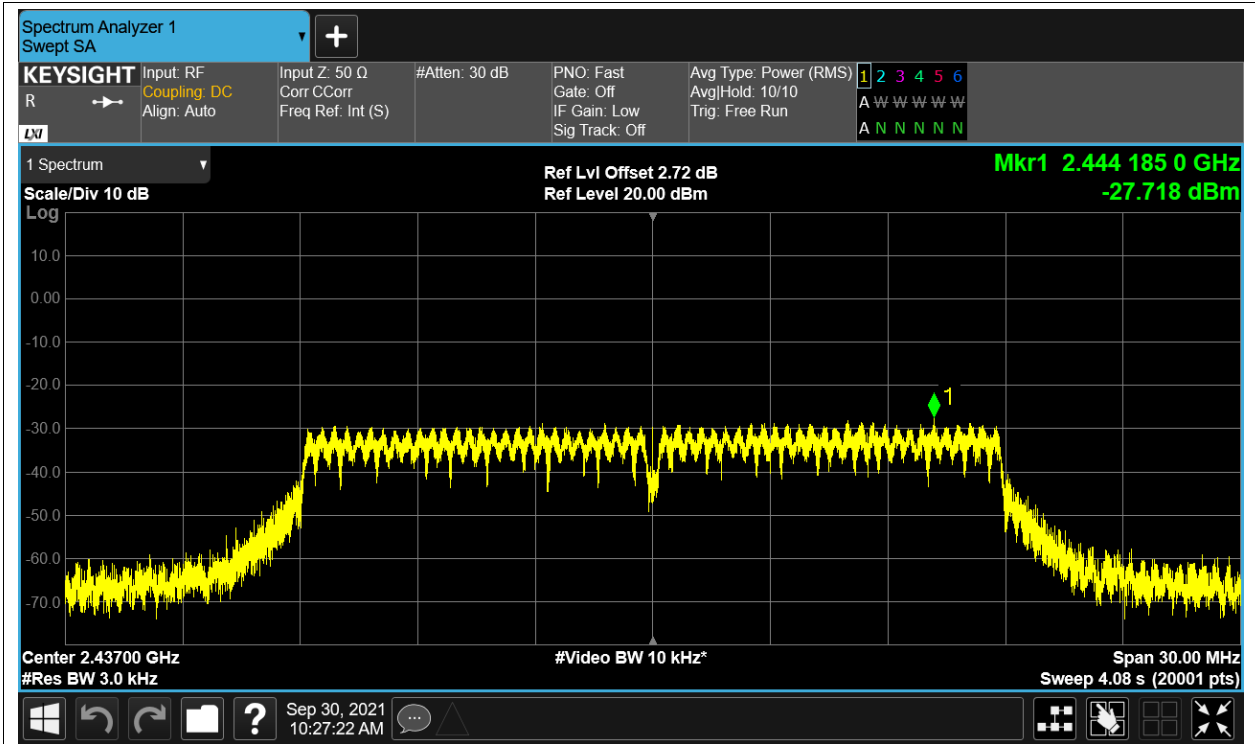 Spectrum Analyzer 1
Swept SA
KEYSIGHT
R
LXI
Input: RF
Coupling: DC
Align: Auto
Input Z: 50 Ω
Corr CCorr
Freq Ref: Int (S)
#Atten: 30 dB
PNO: Fast
Gate: Off
IF Gain: Low
Sig Track: Off
Avg Type: Power (RMS)
Avg|Hold: 10/10
Trig: Free Run
1 2 3 4 5 6
A W W W W W
A N N N N N
1 Spectrum
Scale/Div 10 dB
Log
Ref Lvl Offset 2.72 dB
Ref Level 20.00 dBm
Mkr1 2.444 185 0 GHz
-27.718 dBm
10.0
0.00
-10.0
-20.0
1
-30.0
-40.0
-50.0
-60.0
-70.0
Center 2.43700 GHz
#Video BW 10 kHz*
Span 30.00 MHz
#Res BW 3.0 kHz
Sweep 4.08 s (20001 pts)
?
Sep 30, 2021
10:27:22 AM